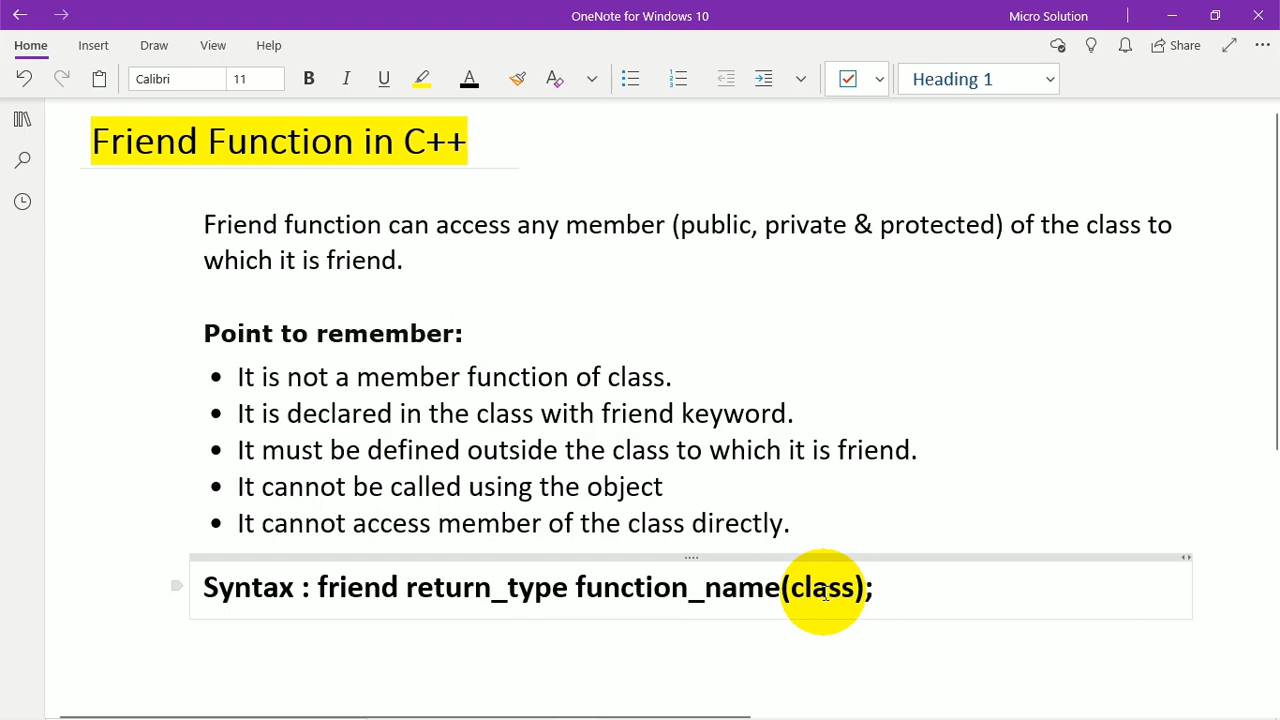 OneNote for Windows 10
Micro Solution
Home Insert Draw View Help
Share
Calibri 11 B I U A A Heading 1
Friend Function in C++
Friend function can access any member (public, private & protected) of the class to
which it is friend.
Point to remember:
• It is not a member function of class.
• It is declared in the class with friend keyword.
• It must be defined outside the class to which it is friend.
• It cannot be called using the object
• It cannot access member of the class directly.
Syntax : friend return_type function_name(class);